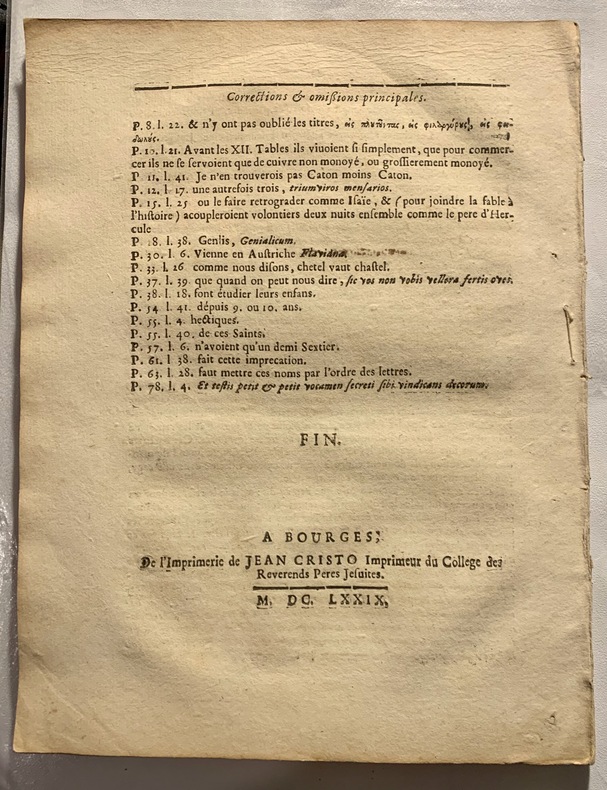 Corrections & omiſſions principales.
P. 8. l. 22. & n'y ont pas oublié les titres,
P. 10. l. 21. Avant les XII. Tables ils vivoient ſi ſimplement, que pour commer-
cer ils ne ſe ſervoient que de cuivre non monoyé, ou groſſierement monoyé.
P. 11. l. 41. Je n'en trouverois pas Caton moins Caton.
P. 12. l. 17. une autrefois trois, triumviros menſarios.
P. 15. l. 25 ou le faire retrograder comme Iſaïe, & (pour joindre la fable à
l'hiſtoire) acoupleroient volontiers deux nuits enſemble comme le pere d'Her-
cule
P. 18. l. 38. Genlis, Genialicum.
P. 30. l. 6. Vienne en Auſtriche Flaviana.
P. 33. l. 26 comme nous diſons, chetel vaut chaſtel.
P. 37. l. 39. que quand on peut nous dire, ſic vos non vobis vellera fertis oves.
P. 38. l. 18. font étudier leurs enfans.
P. 54. l. 41. dépuis 9. ou 10. ans.
P. 55. l. 4. hectiques.
P. 55. l. 40. de ces Saints.
P. 57. l. 6. n'avoient qu'un demi Sextier.
P. 61. l. 38. fait cette imprecation.
P. 63. l. 28. faut mettre ces noms par l'ordre des lettres.
P. 78. l. 4. Et teſtis petit & petit vocamen ſecreti ſibi vindicans decorum.
FIN.
A BOURGES,
De l'Imprimerie de JEAN CRISTO Imprimeur du College des
Reverends Peres Jeſuites.
M. DC. LXXIX.